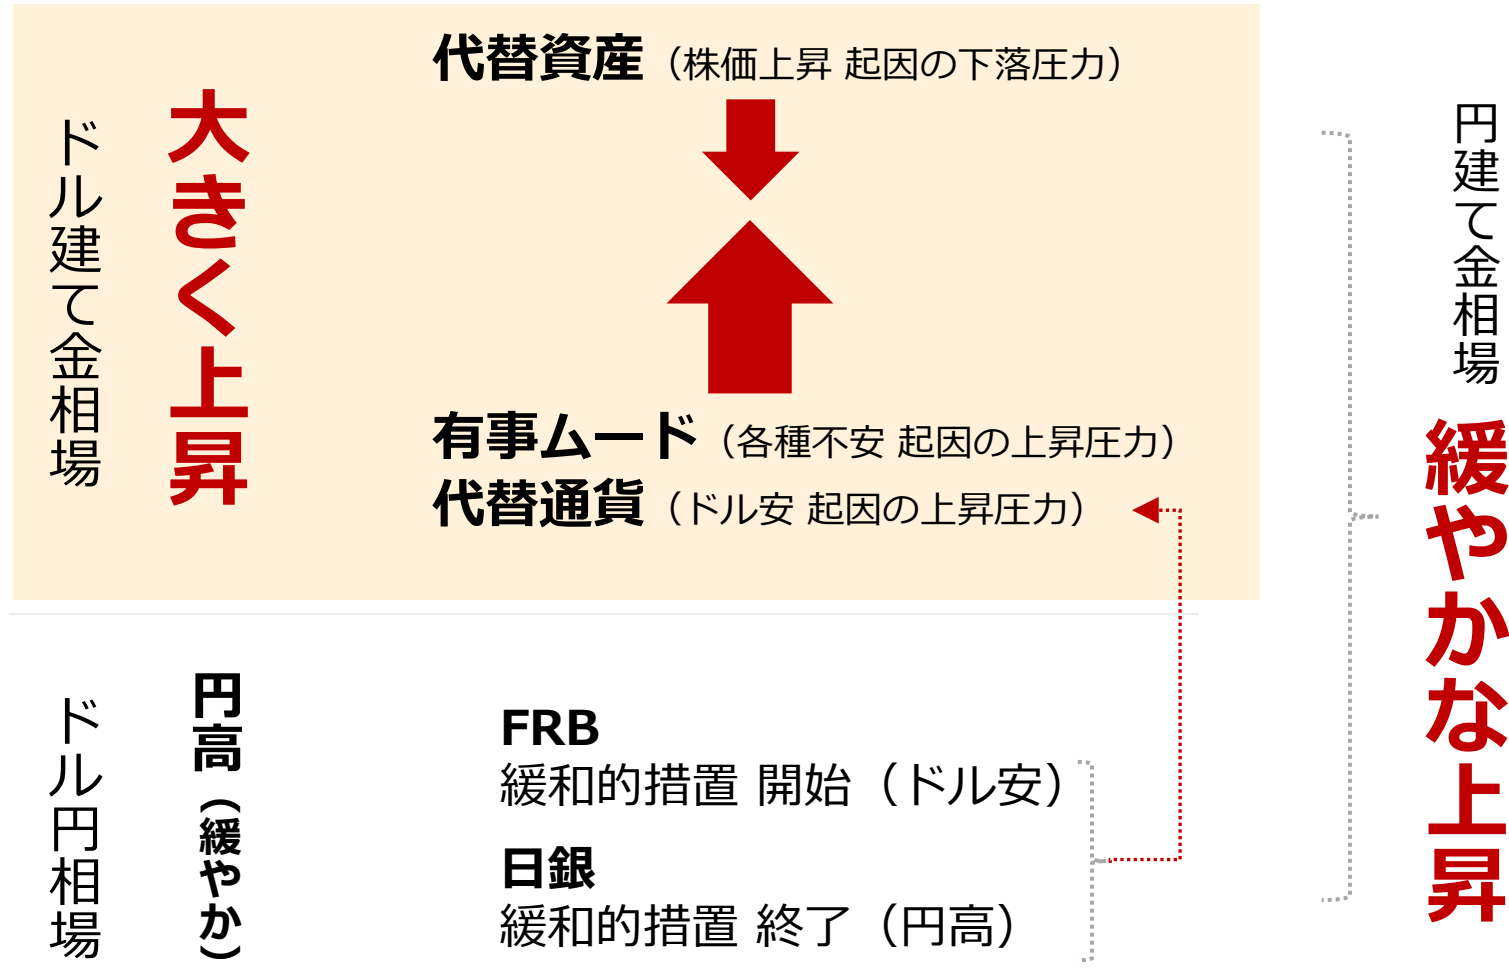 ドル建て金相場
大きく上昇
代替資産（株価上昇 起因の下落圧力）
有事ムード（各種不安 起因の上昇圧力）
代替通貨（ドル安 起因の上昇圧力）
ドル円相場
円高（緩やか）
FRB
緩和的措置 開始（ドル安）
日銀
緩和的措置 終了（円高）
円建て金相場
緩やかな上昇